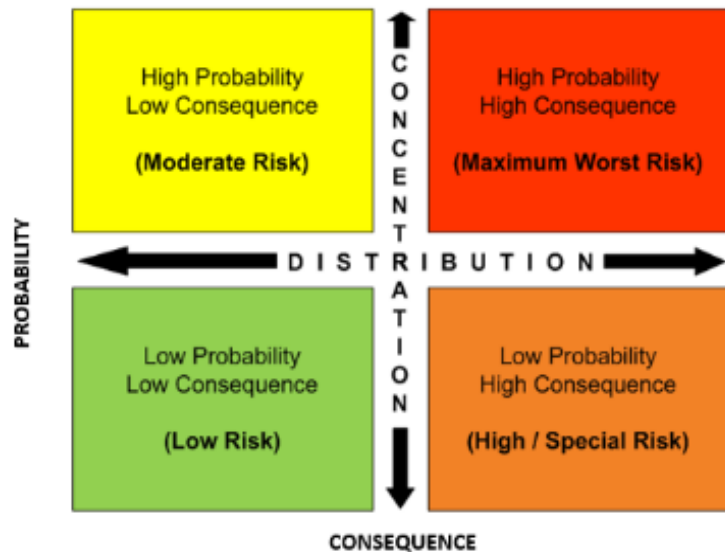 High Probability
Low Consequence
(Moderate Risk)
High Probability
High Consequence
(Maximum Worst Risk)
CONCENTRATION
PROBABILITY
DISTRIBUTION
Low Probability
Low Consequence
(Low Risk)
Low Probability
High Consequence
(High / Special Risk)
CONSEQUENCE